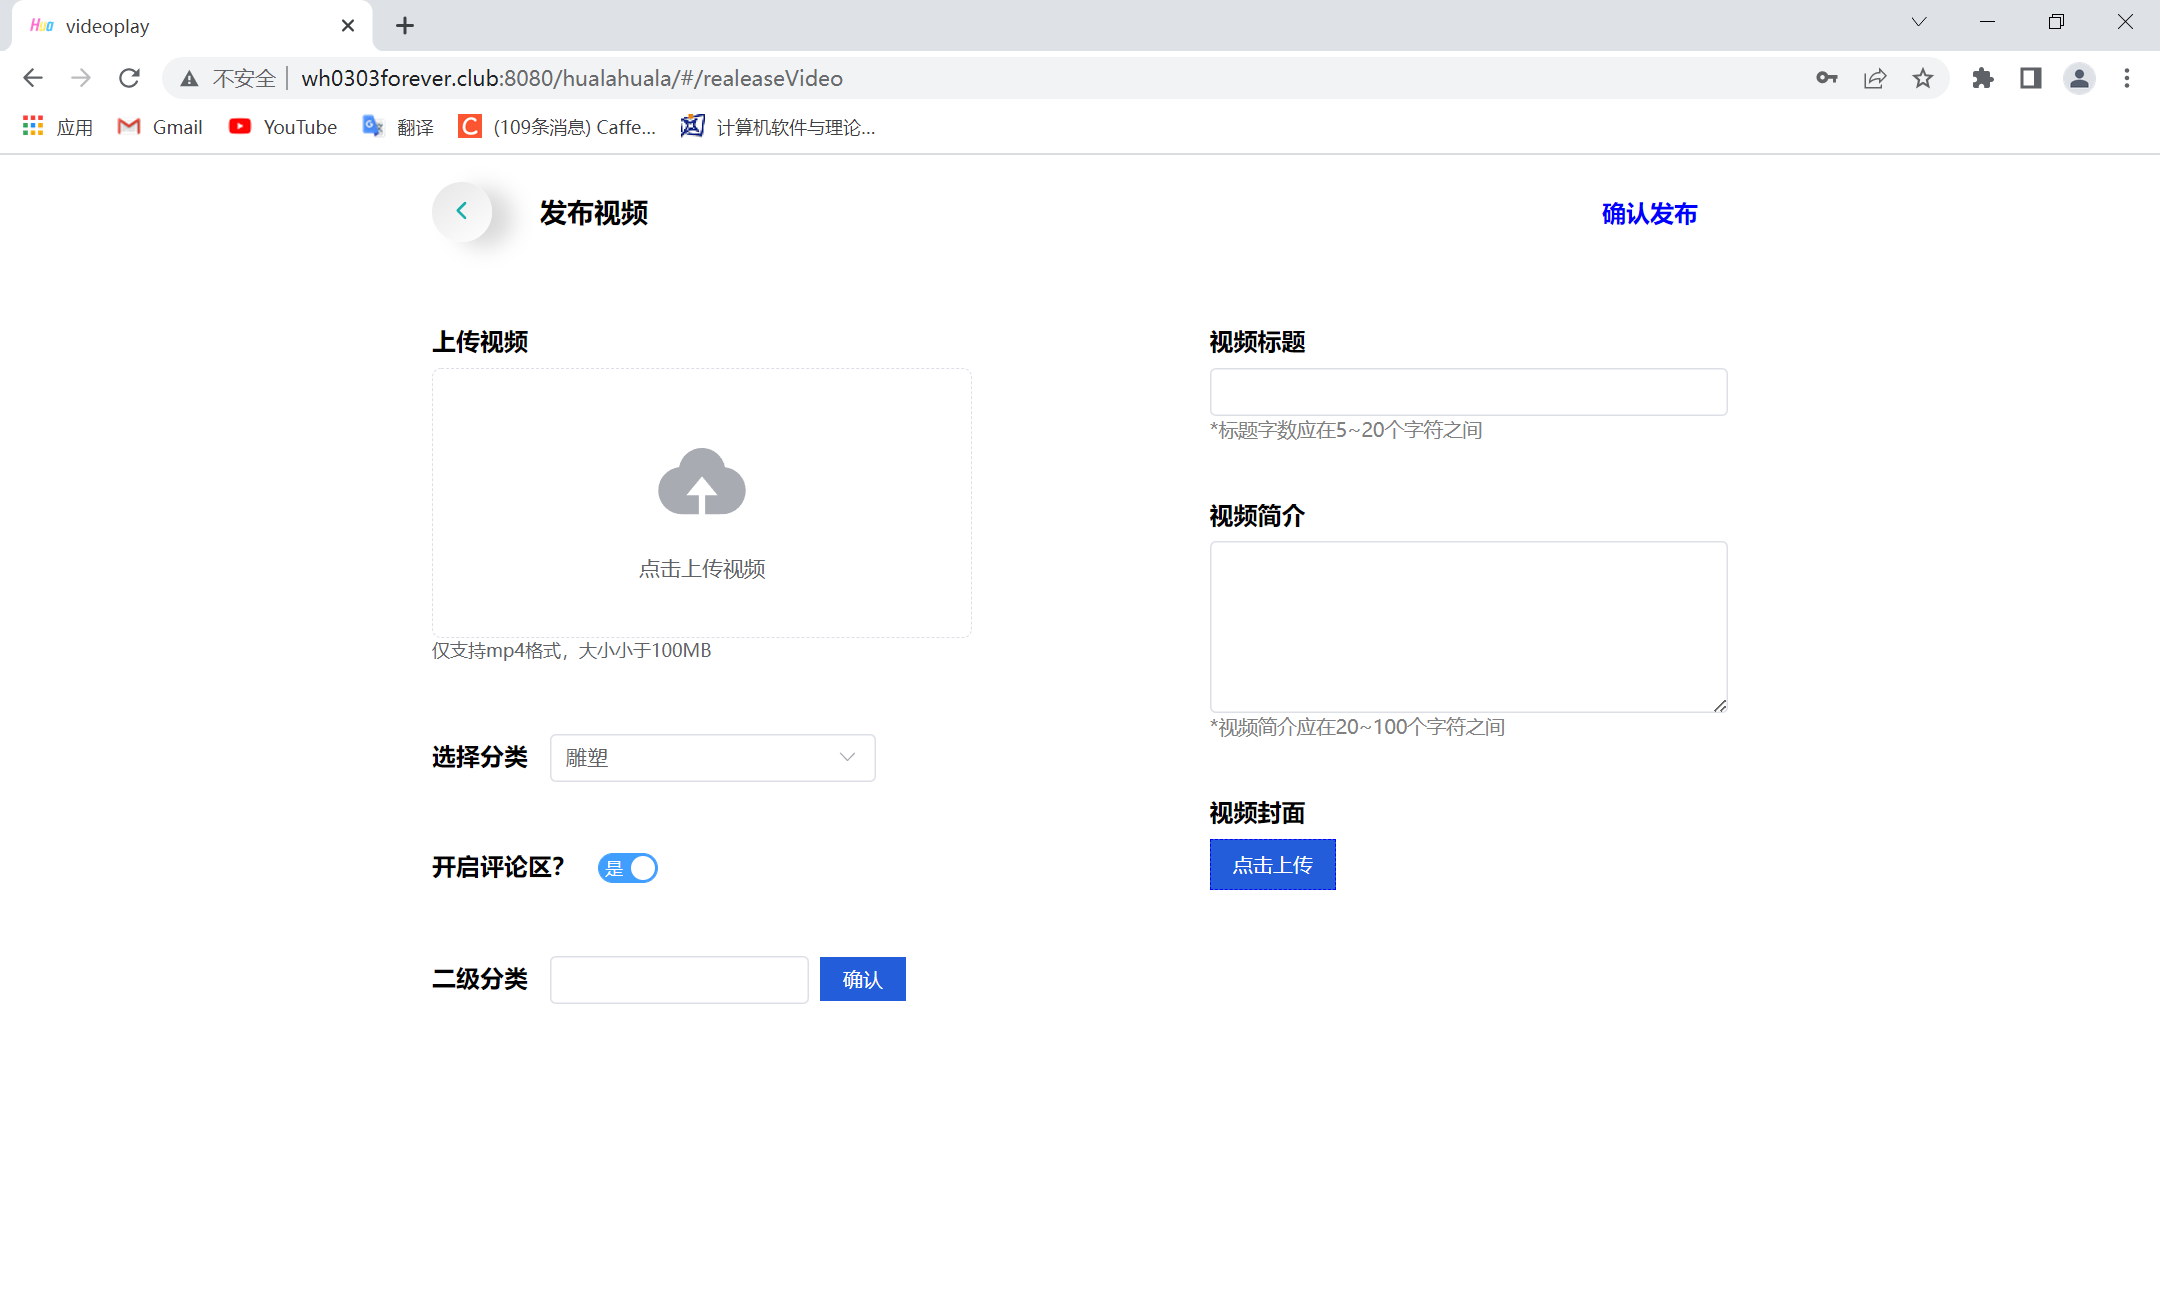 Hua videoplay
不安全 wh0303forever.club:8080/hualahuala/#/realeaseVideo
应用 Gmail YouTube 翻译 (109条消息) Caffe... 计算机软件与理论...
发布视频
确认发布
上传视频
点击上传视频
仅支持mp4格式，大小小于100MB
选择分类 雕塑
开启评论区? 是
二级分类 确认
视频标题
*标题字数应在5~20个字符之间
视频简介
*视频简介应在20~100个字符之间
视频封面
点击上传